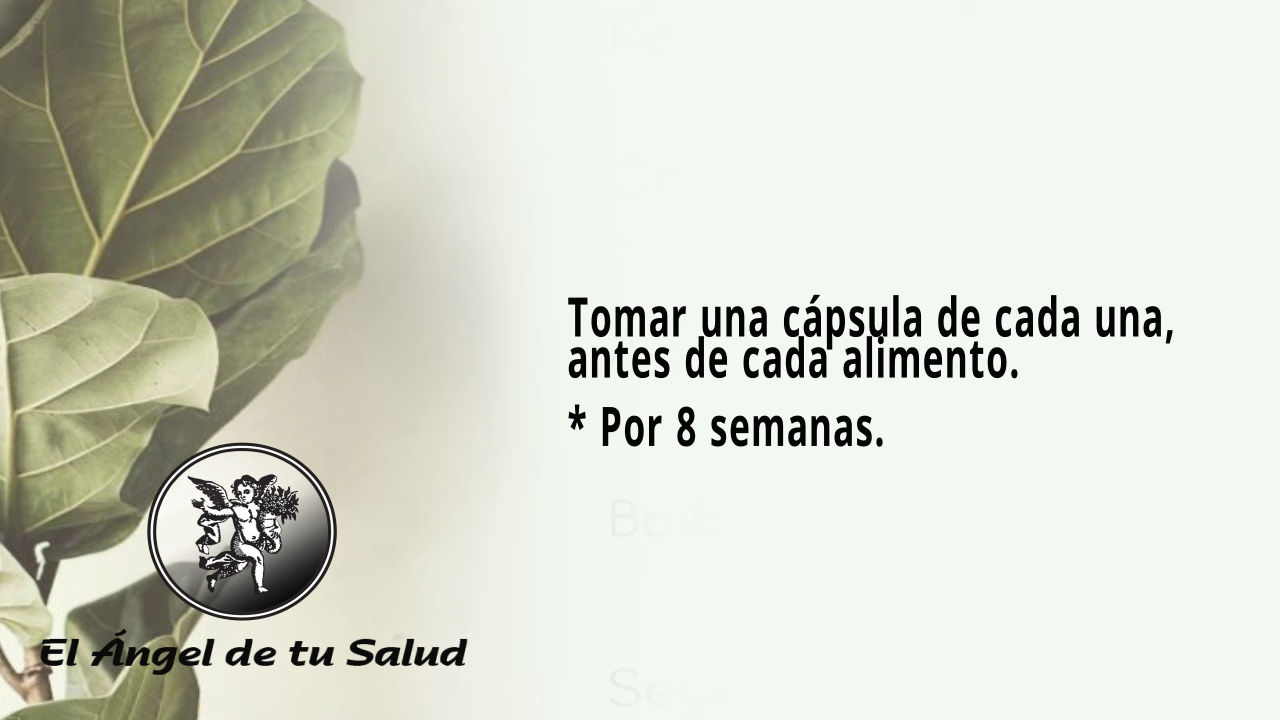 Tomar una cápsula de cada una,
antes de cada alimento.
* Por 8 semanas.
El Ángel de tu Salud